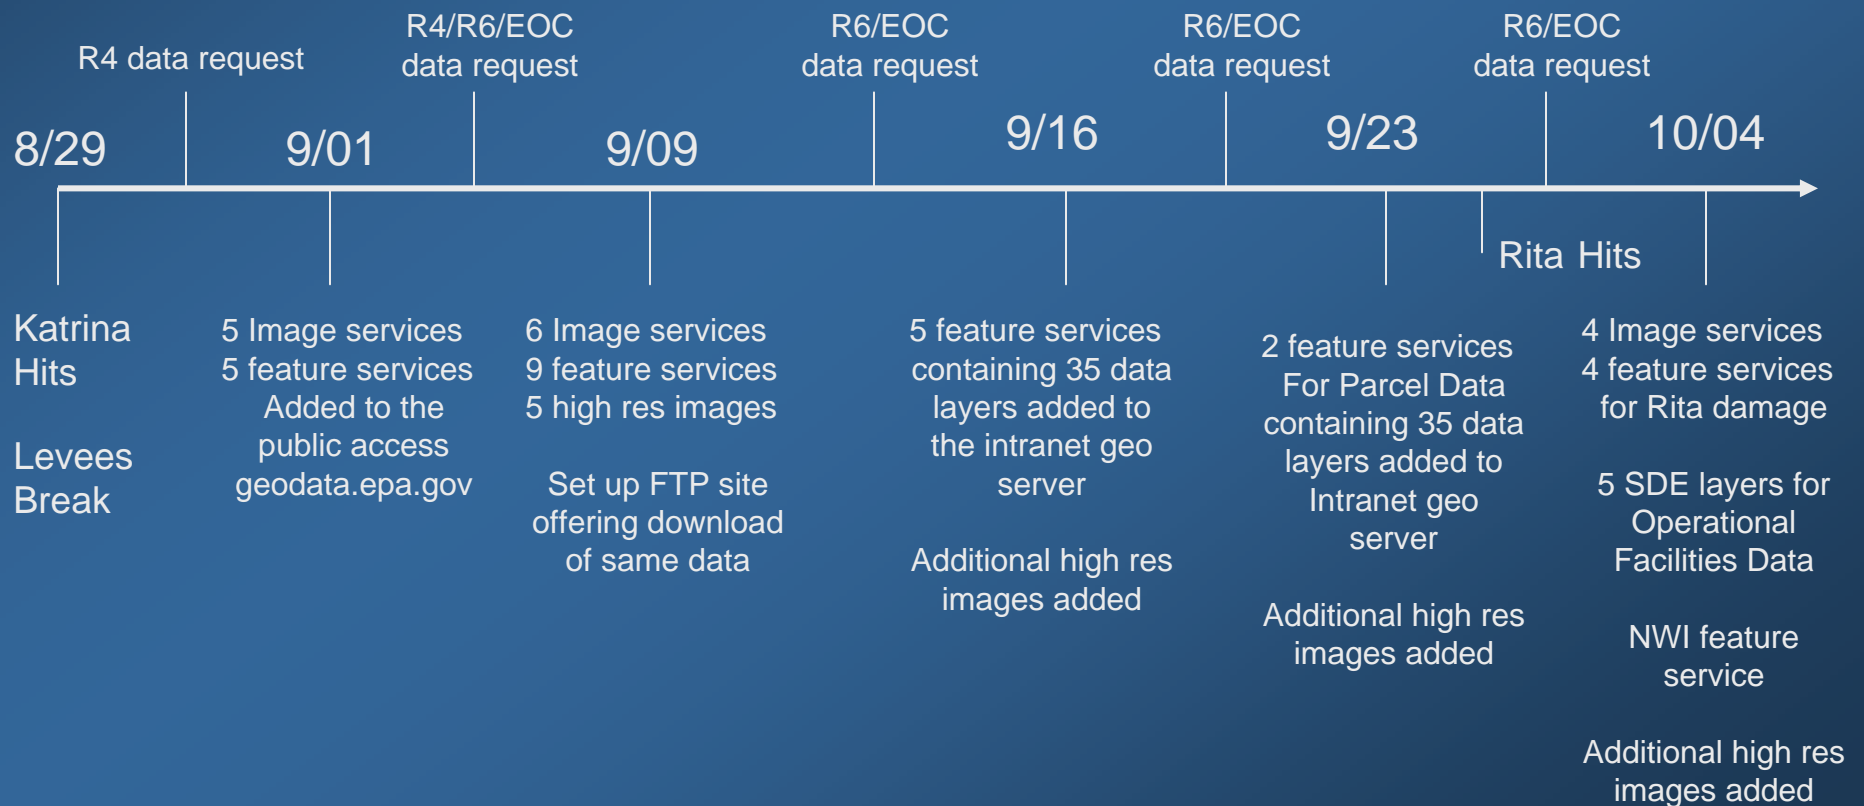 R4 data request
R4/R6/EOC
data request
R6/EOC
data request
R6/EOC
data request
R6/EOC
data request
8/29
9/01
9/09
9/16
9/23
10/04
Rita Hits
Katrina
Hits
Levees
Break
5 Image services
5 feature services
Added to the
public access
geodata.epa.gov
6 Image services
9 feature services
5 high res images
Set up FTP site
offering download
of same data
5 feature services
containing 35 data
layers added to
the intranet geo
server
Additional high res
images added
2 feature services
For Parcel Data
containing 35 data
layers added to
Intranet geo
server
Additional high res
images added
4 Image services
4 feature services
for Rita damage
5 SDE layers for
Operational
Facilities Data
NWI feature
service
Additional high res
images added